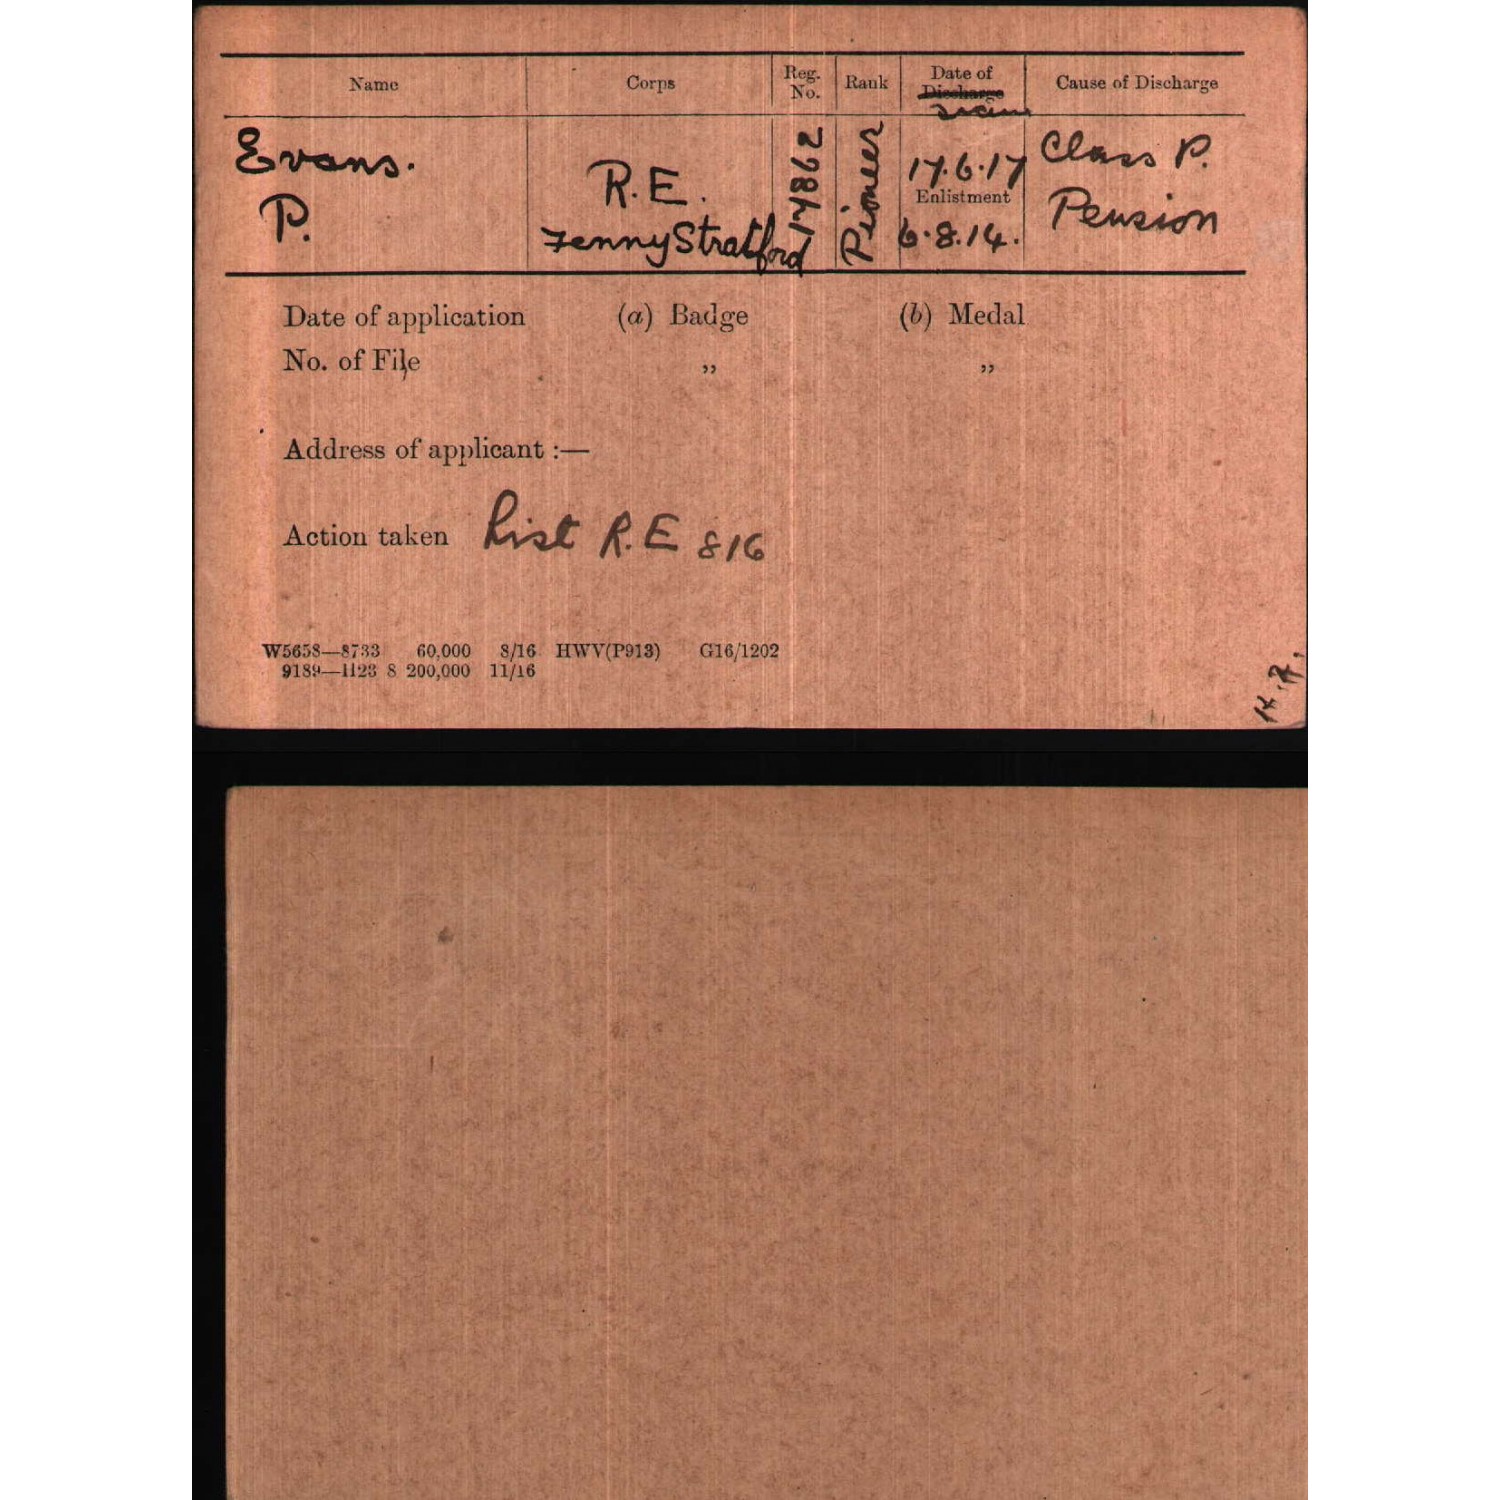 Name Corps Reg. No. Rank Date of Discharge Cause of Discharge
Evans. R.E. 17862 Pioneer 17.6.17 Class P.
P. Fenny Stratford Enlistment 6.8.14. Pension
Date of application (a) Badge (b) Medal
No. of File ,, ,,
Address of applicant :—
Action taken List R.E 816
W5658—8733 60,000 8/16 HWV(P913) G16/1202
9189—1123 8 200,000 11/16